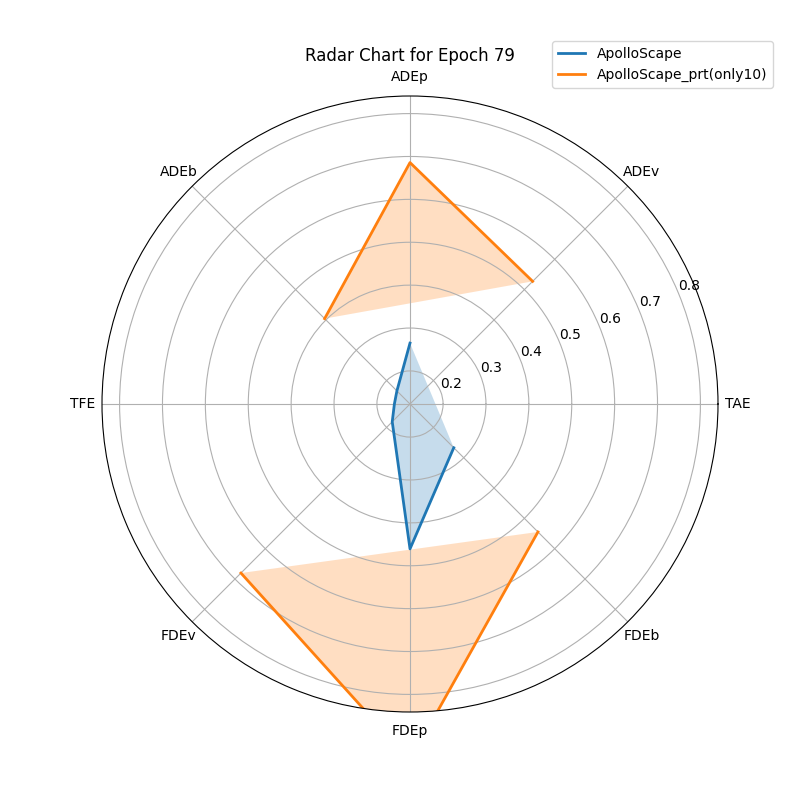 Radar Chart for Epoch 79
ApolloScape
ApolloScape_prt(only10)
ADEp
ADEb
ADEv
0.8
0.7
0.6
0.5
0.4
0.3
0.2
TFE
TAE
FDEv
FDEb
FDEp